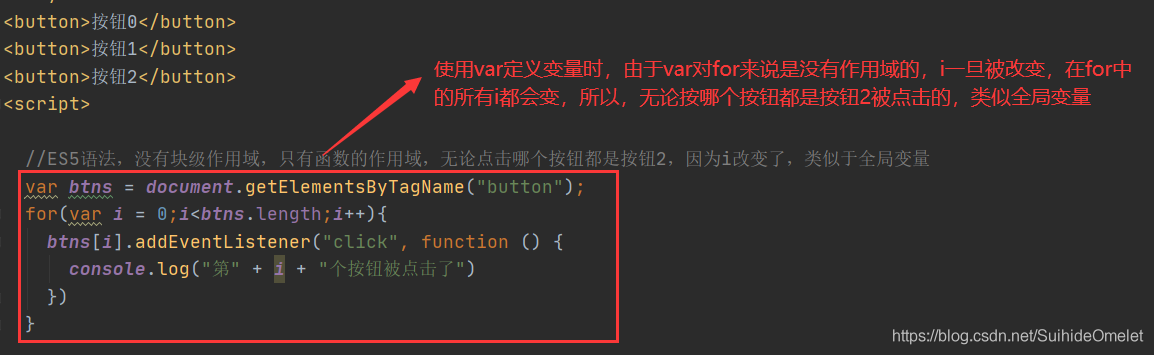 <button>按钮0</button>
<button>按钮1</button>
<button>按钮2</button>
<script>
使用var定义变量时，由于var对for来说是没有作用域的，i一旦被改变，在for中
的所有i都会变，所以，无论按哪个按钮都是按钮2被点击的，类似全局变量
//ES5语法，没有块级作用域，只有函数的作用域，无论点击哪个按钮都是按钮2，因为i改变了，类似于全局变量
var btns = document.getElementsByTagName("button");
for(var i = 0;i<btns.length;i++){
btns[i].addEventListener("click", function () {
console.log("第" + i + "个按钮被点击了")
})
}
https://blog.csdn.net/SuihideOmelet